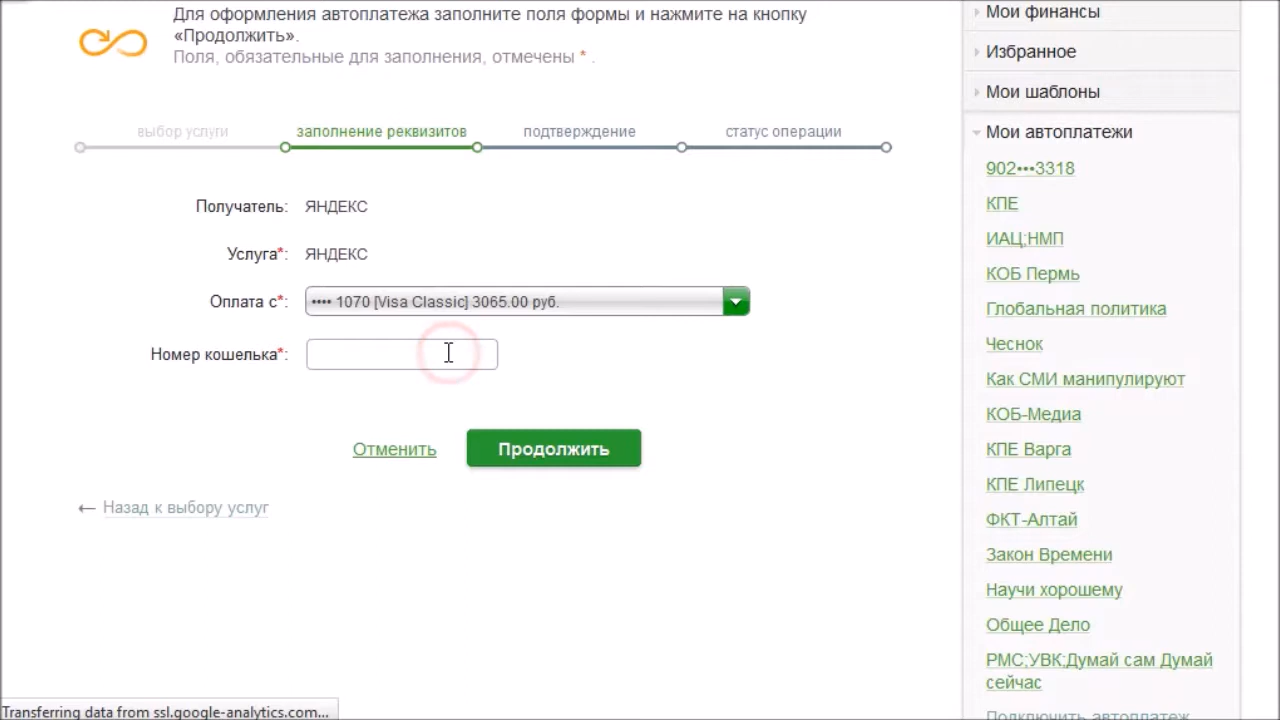 Для оформления автоплатежа заполните поля формы и нажмите на кнопку
«Продолжить».
Поля, обязательные для заполнения, отмечены * .
выбор услуги
заполнение реквизитов
подтверждение
статус операции
Получатель: ЯНДЕКС
Услуга*: ЯНДЕКС
Оплата с*: •••• 1070 [Visa Classic] 3065.00 руб.
Номер кошелька*:
Отменить
Продолжить
← Назад к выбору услуг
Мои финансы
Избранное
Мои шаблоны
Мои автоплатежи
902•••3318
КПЕ
ИАЦ;НМП
КОБ Пермь
Глобальная политика
Чеснок
Как СМИ манипулируют
КОБ-Медиа
КПЕ Варга
КПЕ Липецк
ФКТ-Алтай
Закон Времени
Научи хорошему
Общее Дело
РМС;УВК;Думай сам Думай
сейчас
Подключить автоплатеж
Transferring data from ssl.google-analytics.com...